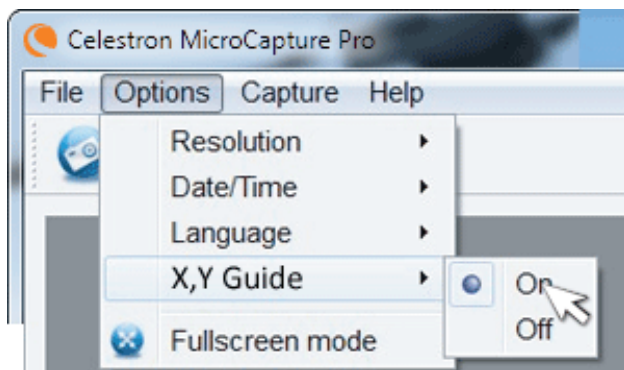 Celestron MicroCapture Pro
File Options Capture Help
Resolution
Date/Time
Language
X,Y Guide
On
Off
Fullscreen mode